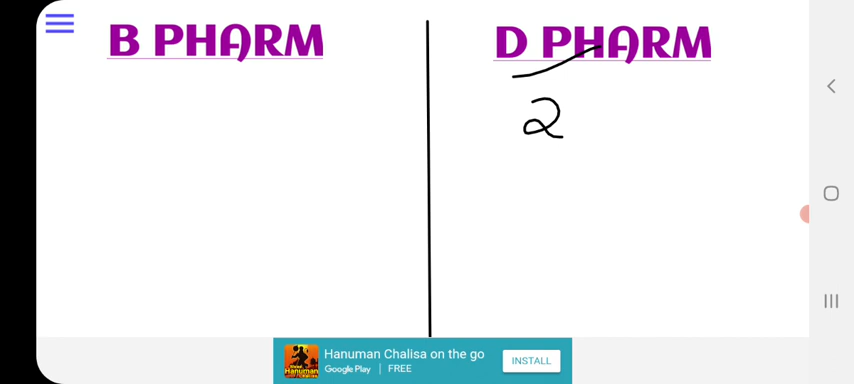 B PHARM
D PHARM
2
Hanuman Chalisa on the go
Google Play | FREE
INSTALL